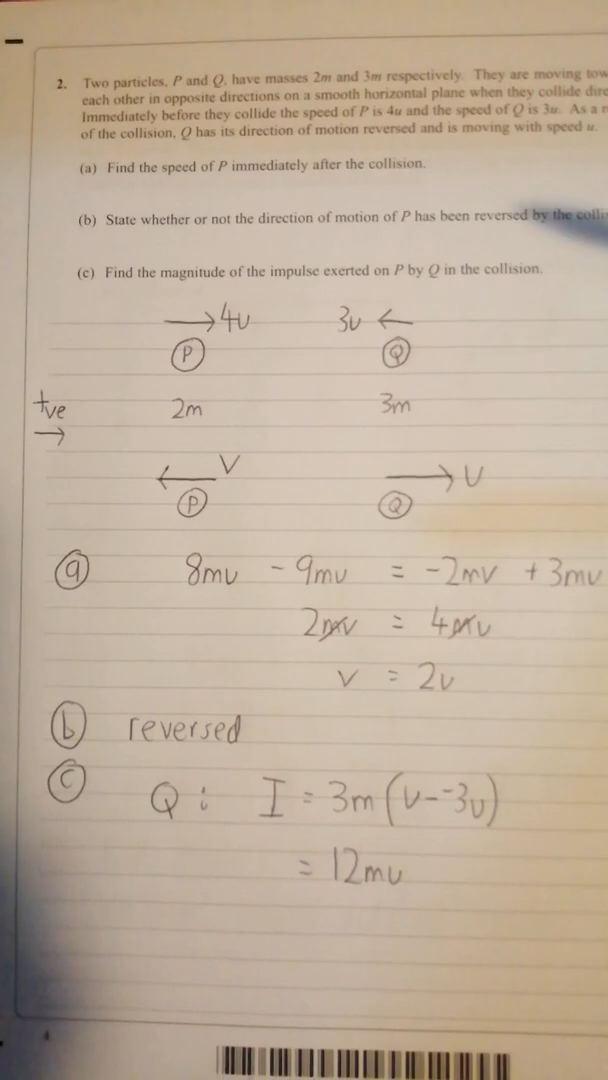 2. Two particles, P and Q, have masses 2m and 3m respectively. They are moving
each other in opposite directions on a smooth horizontal plane when they collide
Immediately before they collide the speed of P is 4u and the speed of Q is 3u. As a
of the collision, Q has its direction of motion reversed and is moving with speed u.
(a) Find the speed of P immediately after the collision.
(b) State whether or not the direction of motion of P has been reversed by the
(c) Find the magnitude of the impulse exerted on P by Q in the collision.
→ 4u 3u ←
P Q
+ve 2m 3m
→
← v → u
P Q
a 8mu - 9mu = -2mv + 3mu
2mv = 4mu
v = 2u
b reversed
c Q: I = 3m(u--3u)
= 12mu
4